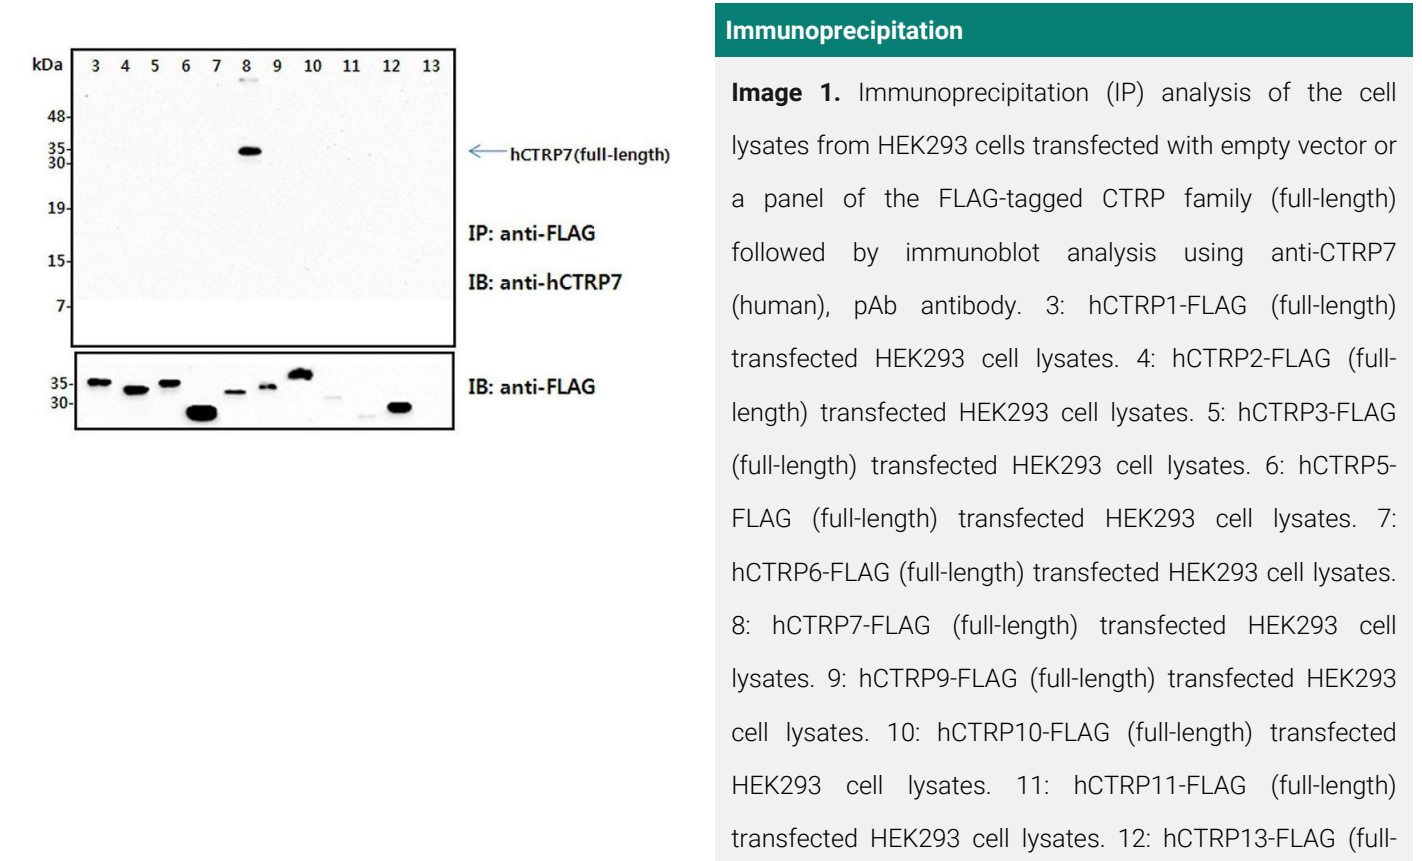 kDa 3 4 5 6 7 8 9 10 11 12 13
48-
35-
30-
19-
15-
7-
hCTRP7(full-length)
IP: anti-FLAG
IB: anti-hCTRP7
35-
30-
IB: anti-FLAG
Immunoprecipitation
Image 1. Immunoprecipitation (IP) analysis of the cell
lysates from HEK293 cells transfected with empty vector or
a panel of the FLAG-tagged CTRP family (full-length)
followed by immunoblot analysis using anti-CTRP7
(human), pAb antibody. 3: hCTRP1-FLAG (full-length)
transfected HEK293 cell lysates. 4: hCTRP2-FLAG (full-
length) transfected HEK293 cell lysates. 5: hCTRP3-FLAG
(full-length) transfected HEK293 cell lysates. 6: hCTRP5-
FLAG (full-length) transfected HEK293 cell lysates. 7:
hCTRP6-FLAG (full-length) transfected HEK293 cell lysates.
8: hCTRP7-FLAG (full-length) transfected HEK293 cell
lysates. 9: hCTRP9-FLAG (full-length) transfected HEK293
cell lysates. 10: hCTRP10-FLAG (full-length) transfected
HEK293 cell lysates. 11: hCTRP11-FLAG (full-length)
transfected HEK293 cell lysates. 12: hCTRP13-FLAG (full-